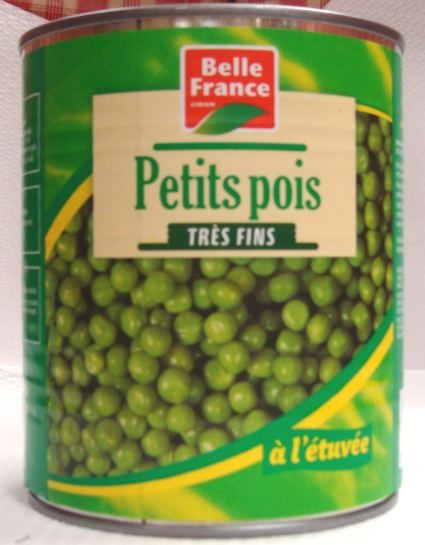 Belle
France
Petits pois
TRÈS FINS
à l'étuvée